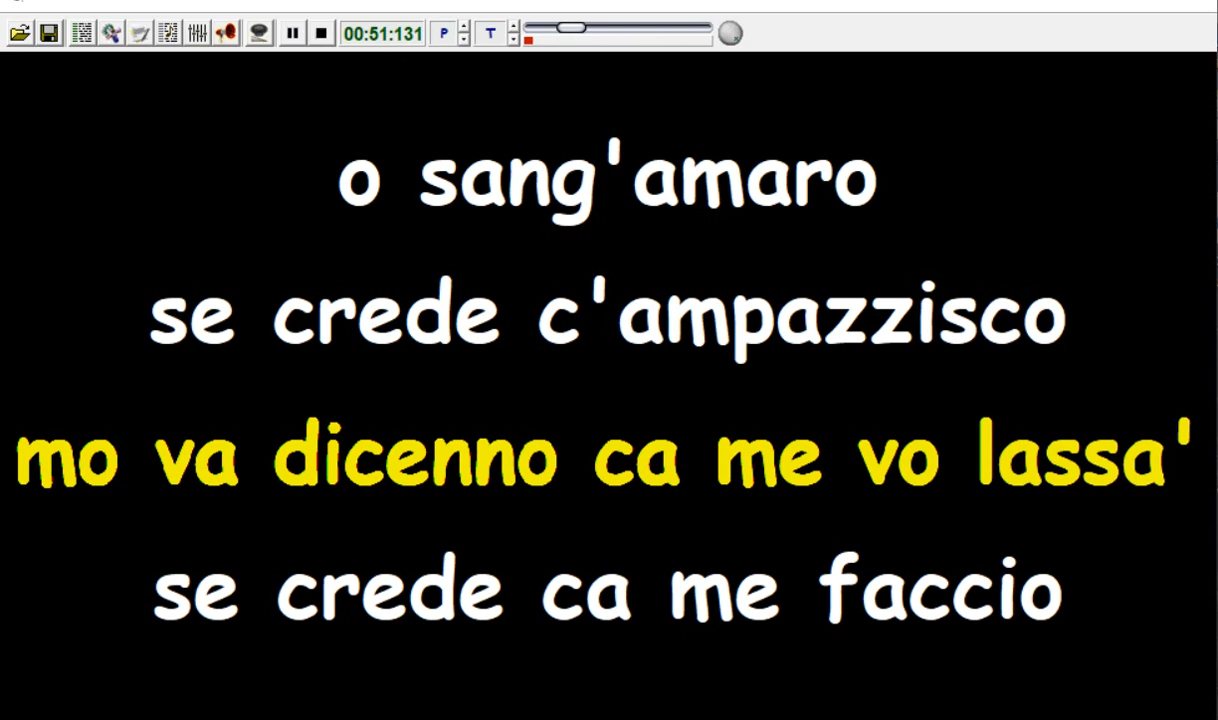 00:51:131 P T
o sang'amaro
se crede c'ampazzisco
mo va dicenno ca me vo lassa'
se crede ca me faccio